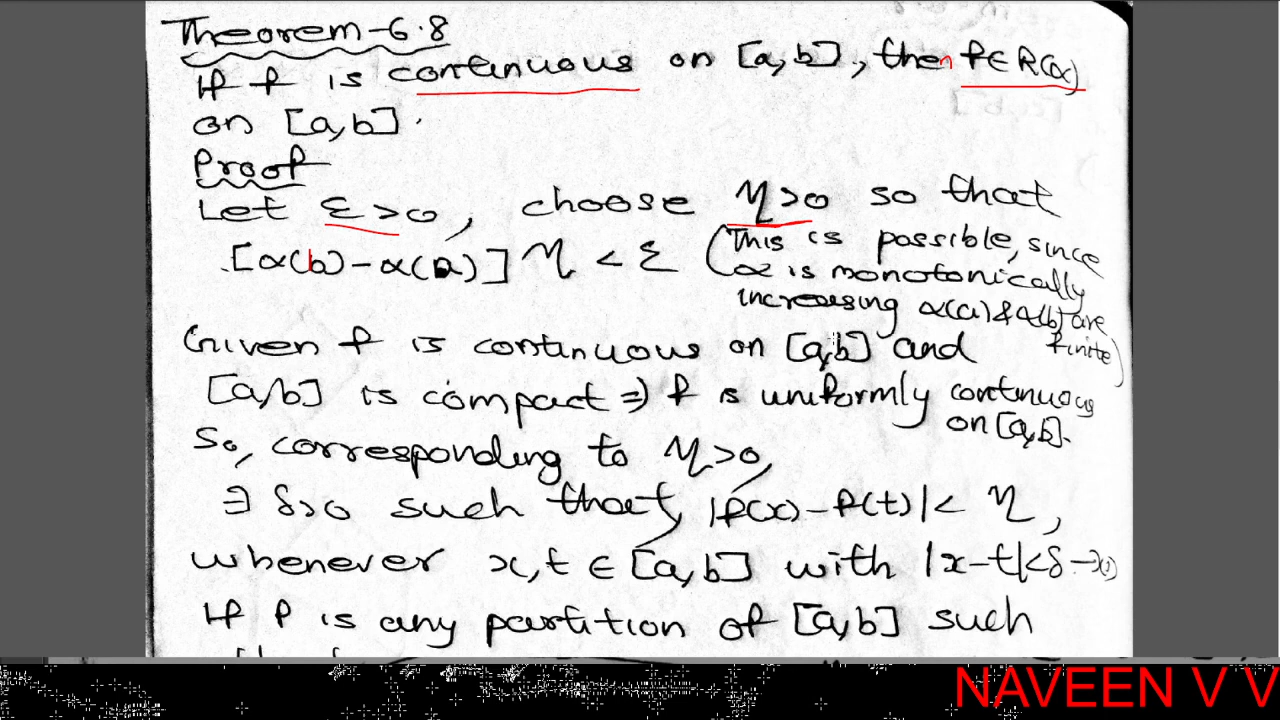 Theorem-6.8
If f is continuous on [a,b], then f∈R(α)
on [a,b].
Proof
Let ε>0, choose η>0 so that
[α(b)-α(a)]η < ε (This is possible, since
α is monotonically
increasing α(a) & α(b) are
finite)
Given f is continuous on [a,b] and
[a,b] is compact ⇒ f is uniformly continuous
on [a,b].
So, corresponding to η>0,
∃ δ>0 such that, |f(x)-f(t)| < η,
whenever x,t ∈ [a,b] with |x-t|<δ →(1)
If P is any partition of [a,b] such
NAVEEN V V